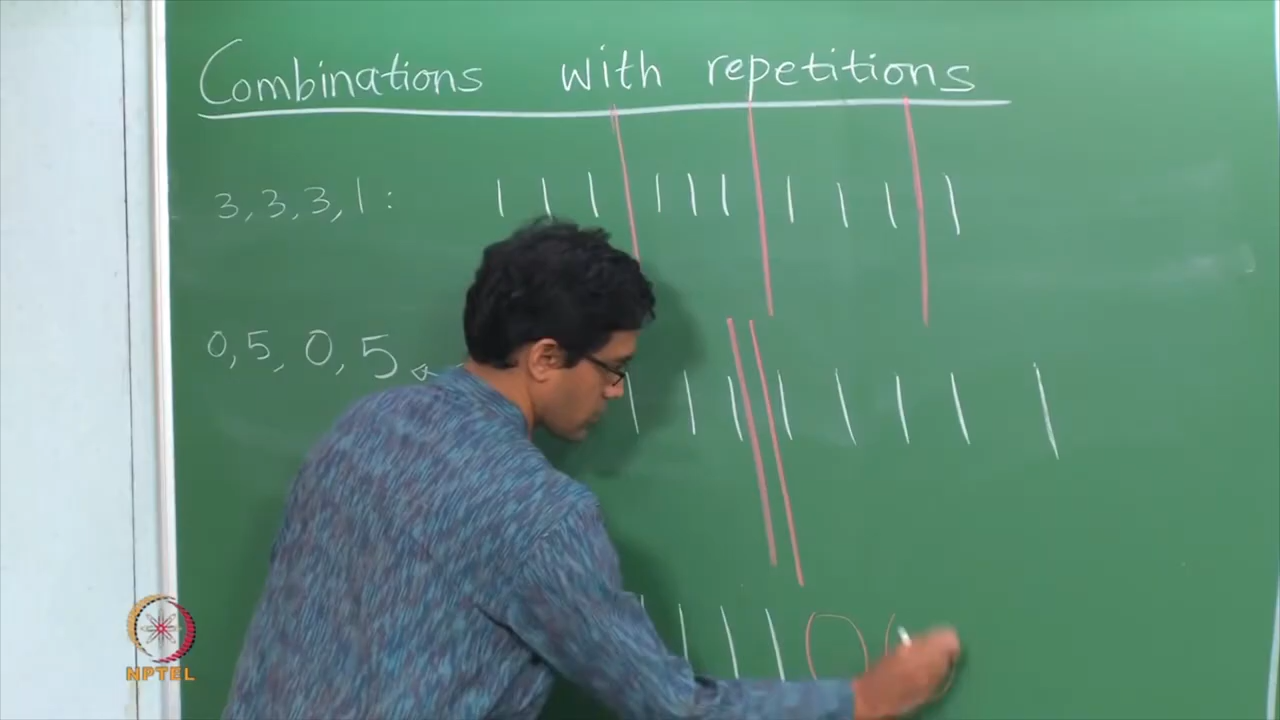 Combinations with repetitions
3, 3, 3, 1 :
0, 5, 0, 5
NPTEL